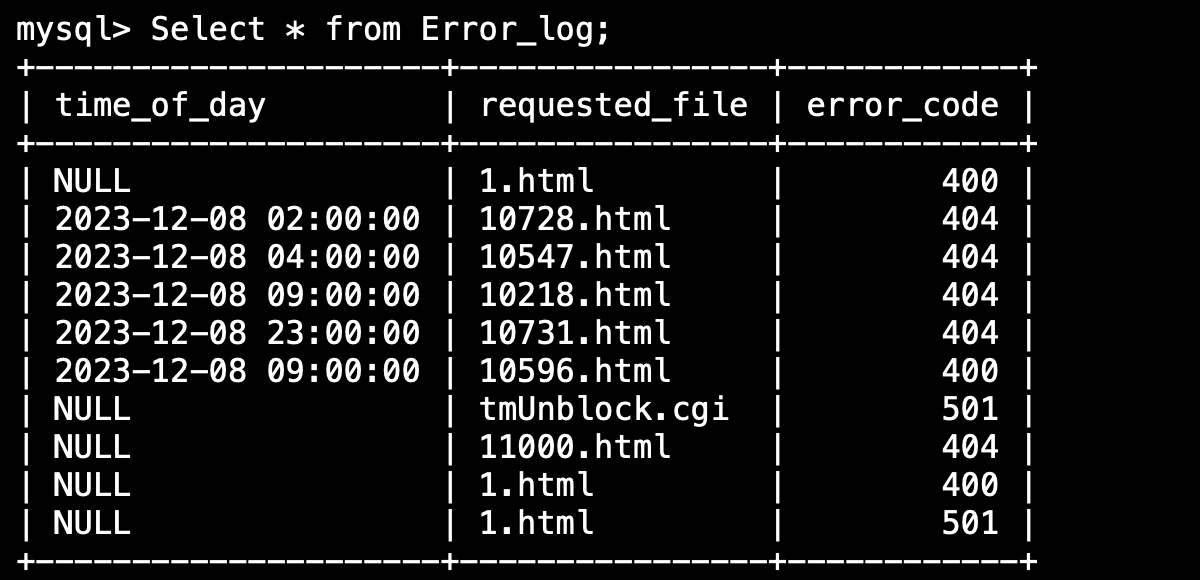 mysql> Select * from Error_log;
+---------------------+----------------+------------+
| time_of_day         | requested_file | error_code |
+---------------------+----------------+------------+
| NULL                | 1.html         |        400 |
| 2023-12-08 02:00:00 | 10728.html     |        404 |
| 2023-12-08 04:00:00 | 10547.html     |        404 |
| 2023-12-08 09:00:00 | 10218.html     |        404 |
| 2023-12-08 23:00:00 | 10731.html     |        404 |
| 2023-12-08 09:00:00 | 10596.html     |        400 |
| NULL                | tmUnblock.cgi  |        501 |
| NULL                | 11000.html     |        404 |
| NULL                | 1.html         |        400 |
| NULL                | 1.html         |        501 |
+---------------------+----------------+------------+